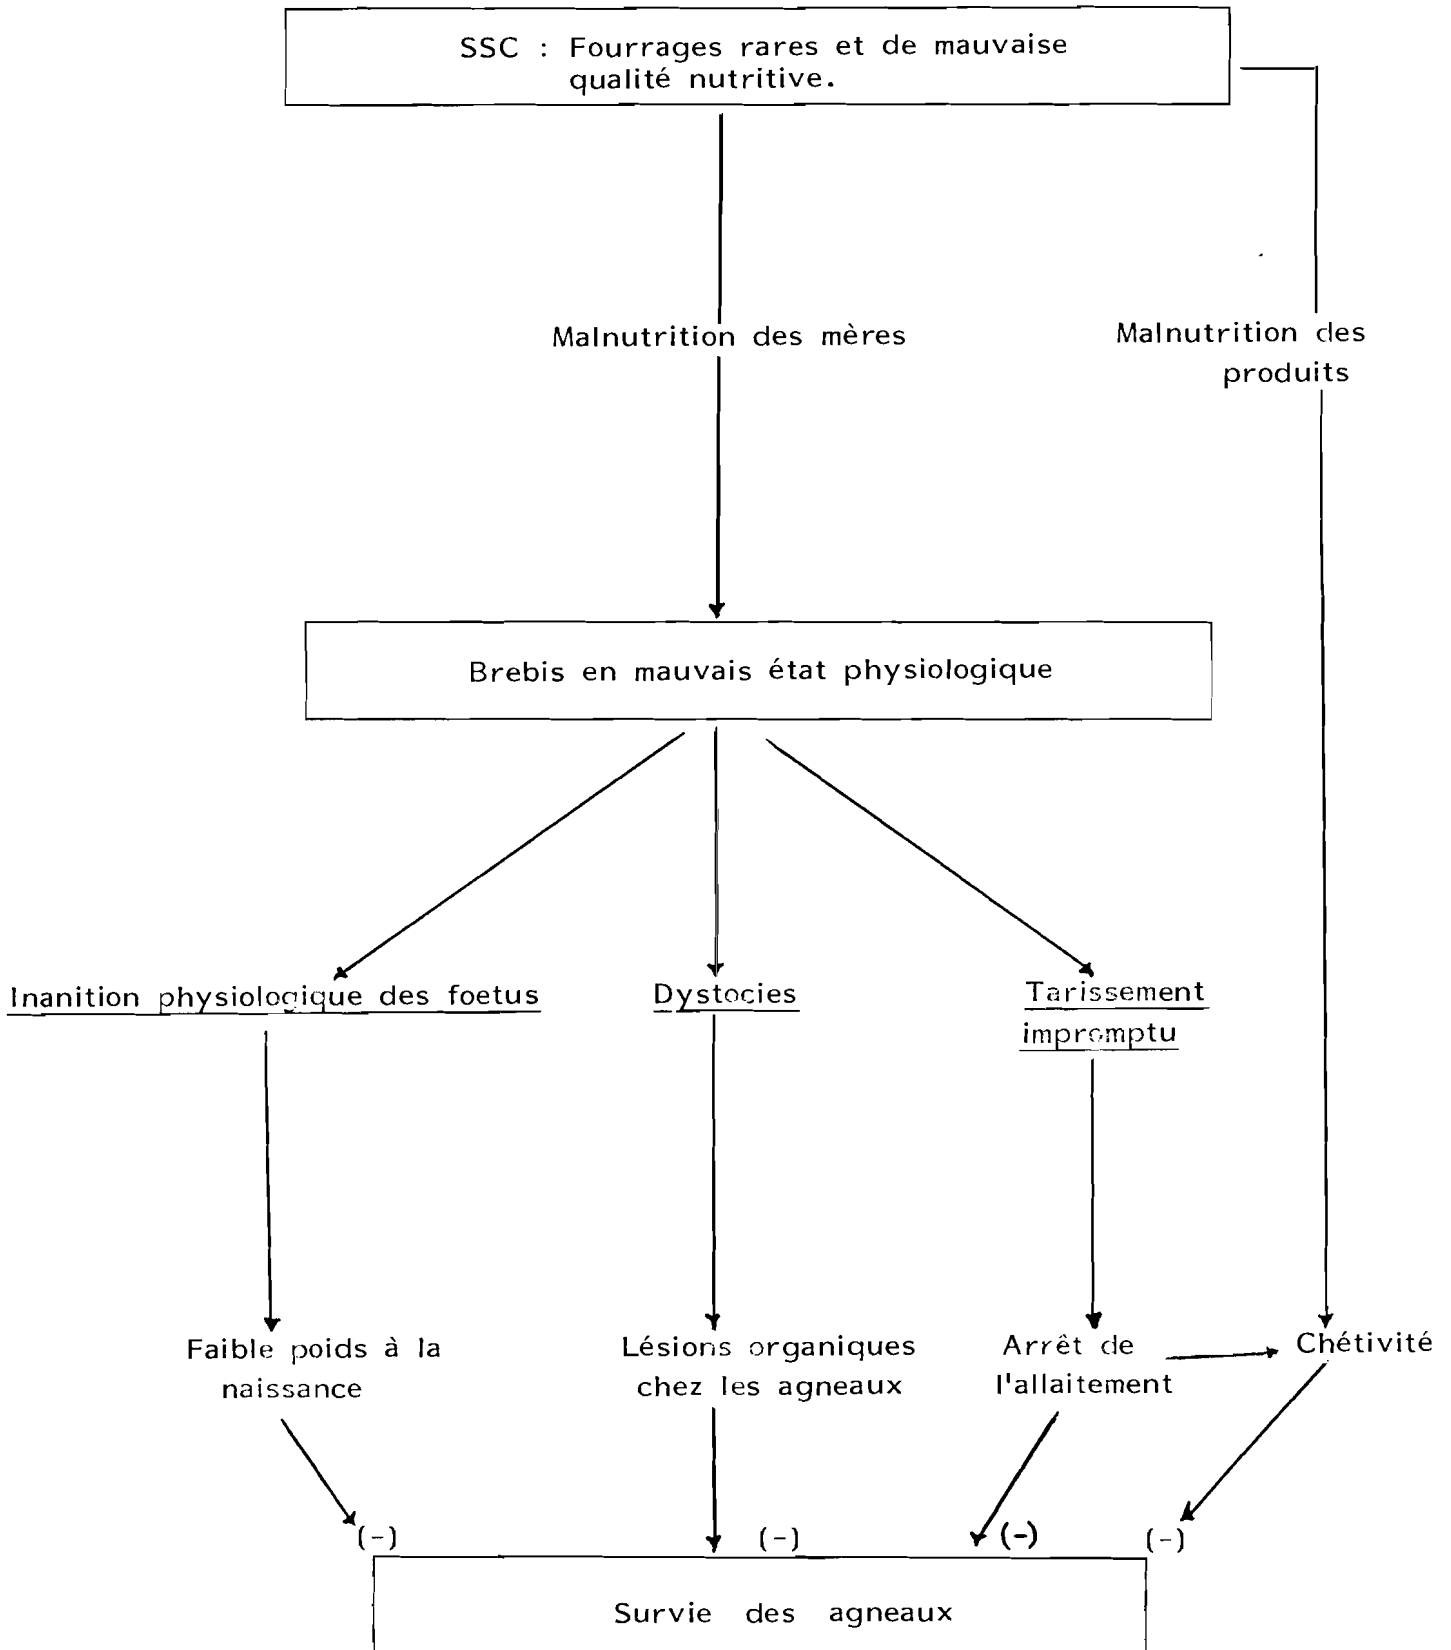 SSC : Fourrages rares et de mauvaise
qualité nutritive.
Malnutrition des mères
Malnutrition des
produits
Brebis en mauvais état physiologique
Inanition physiologique des foetus
Dystocies
Tarissement
impromptu
Faible poids à la
naissance
Lésions organiques
chez les agneaux
Arrêt de
l'allaitement
Chétivité
(-)
(-)
(-)
(-)
Survie des agneaux